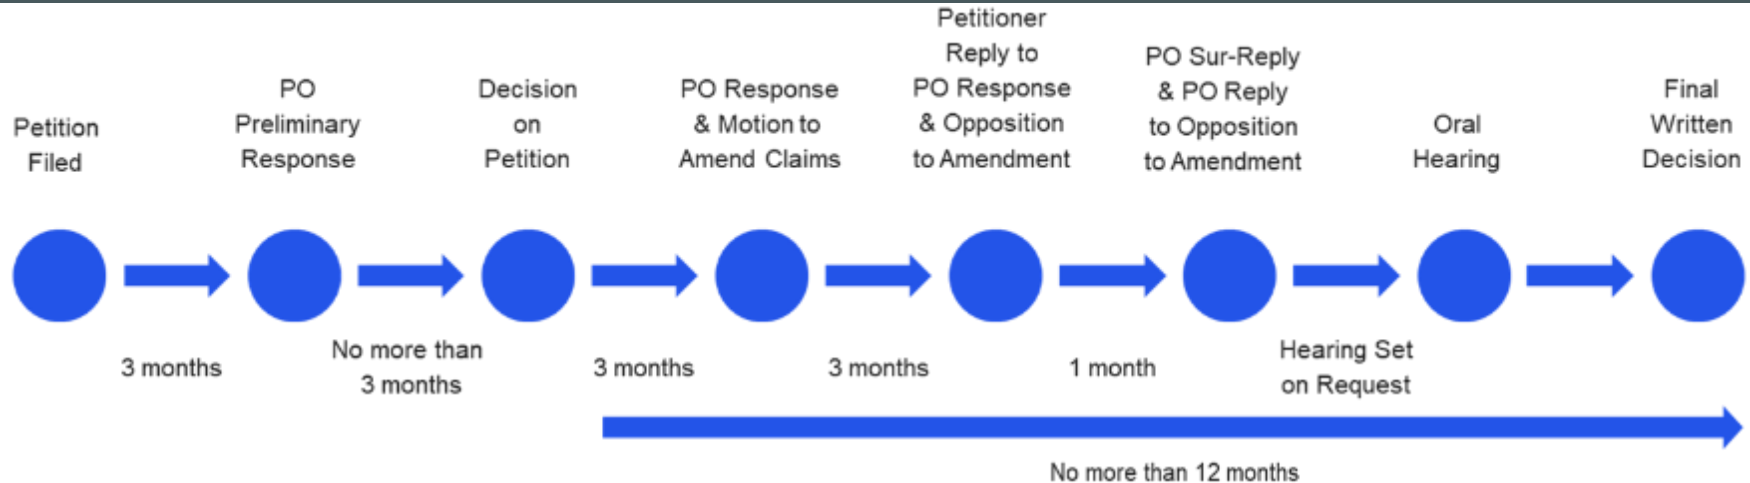 Petition
Filed
PO
Preliminary
Response
Decision
on
Petition
PO Response
& Motion to
Amend Claims
Petitioner
Reply to
PO Response
& Opposition
to Amendment
PO Sur-Reply
& PO Reply
to Opposition
to Amendment
Oral
Hearing
Final
Written
Decision
3 months
No more than
3 months
3 months
3 months
1 month
Hearing Set
on Request
No more than 12 months